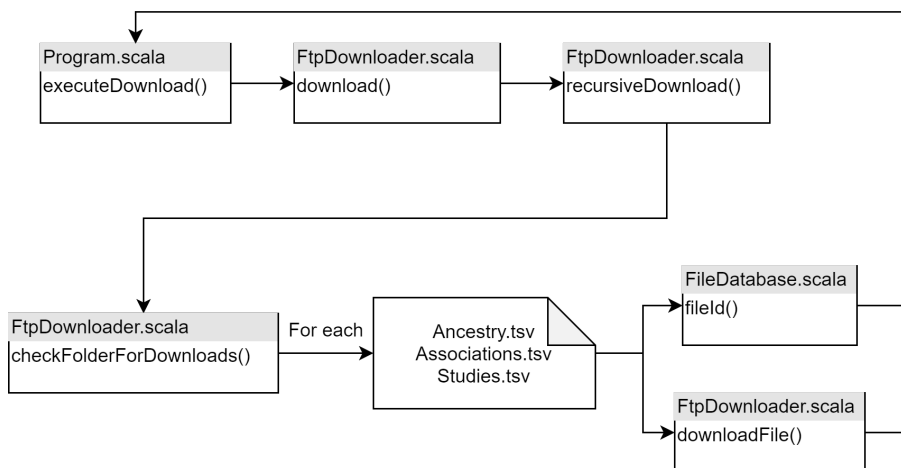 Program.scala
executeDownload()
FtpDownloader.scala
download()
FtpDownloader.scala
recursiveDownload()
FtpDownloader.scala
checkFolderForDownloads()
For each
Ancestry.tsv
Associations.tsv
Studies.tsv
FileDatabase.scala
fileId()
FtpDownloader.scala
downloadFile()